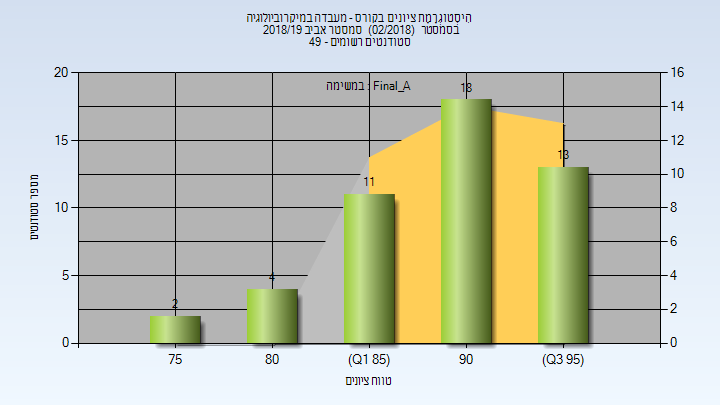 היסטוגרמת ציונים בקורס - מעבדה במיקרוביולוגיה
בסמסטר (02/2018) סמסטר אביב 2018/19
סטודנטים רשומים - 49
במשימה : Final_A
20 16
18
14
15 12
13
11 10
10 8
6
5 4
4
2 2
0 0
75 80 (Q1 85) 90 (Q3 95)
מספר סטודנטים
טווח ציונים